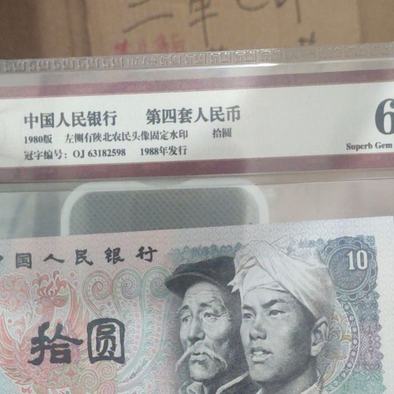 中国人民银行 第四套人民币
1980版 左侧有陕北农民头像固定水印 拾圆
冠字编号: OJ 63182598 1988年发行
6
Superb Gem
中国人民银行
10
拾圆